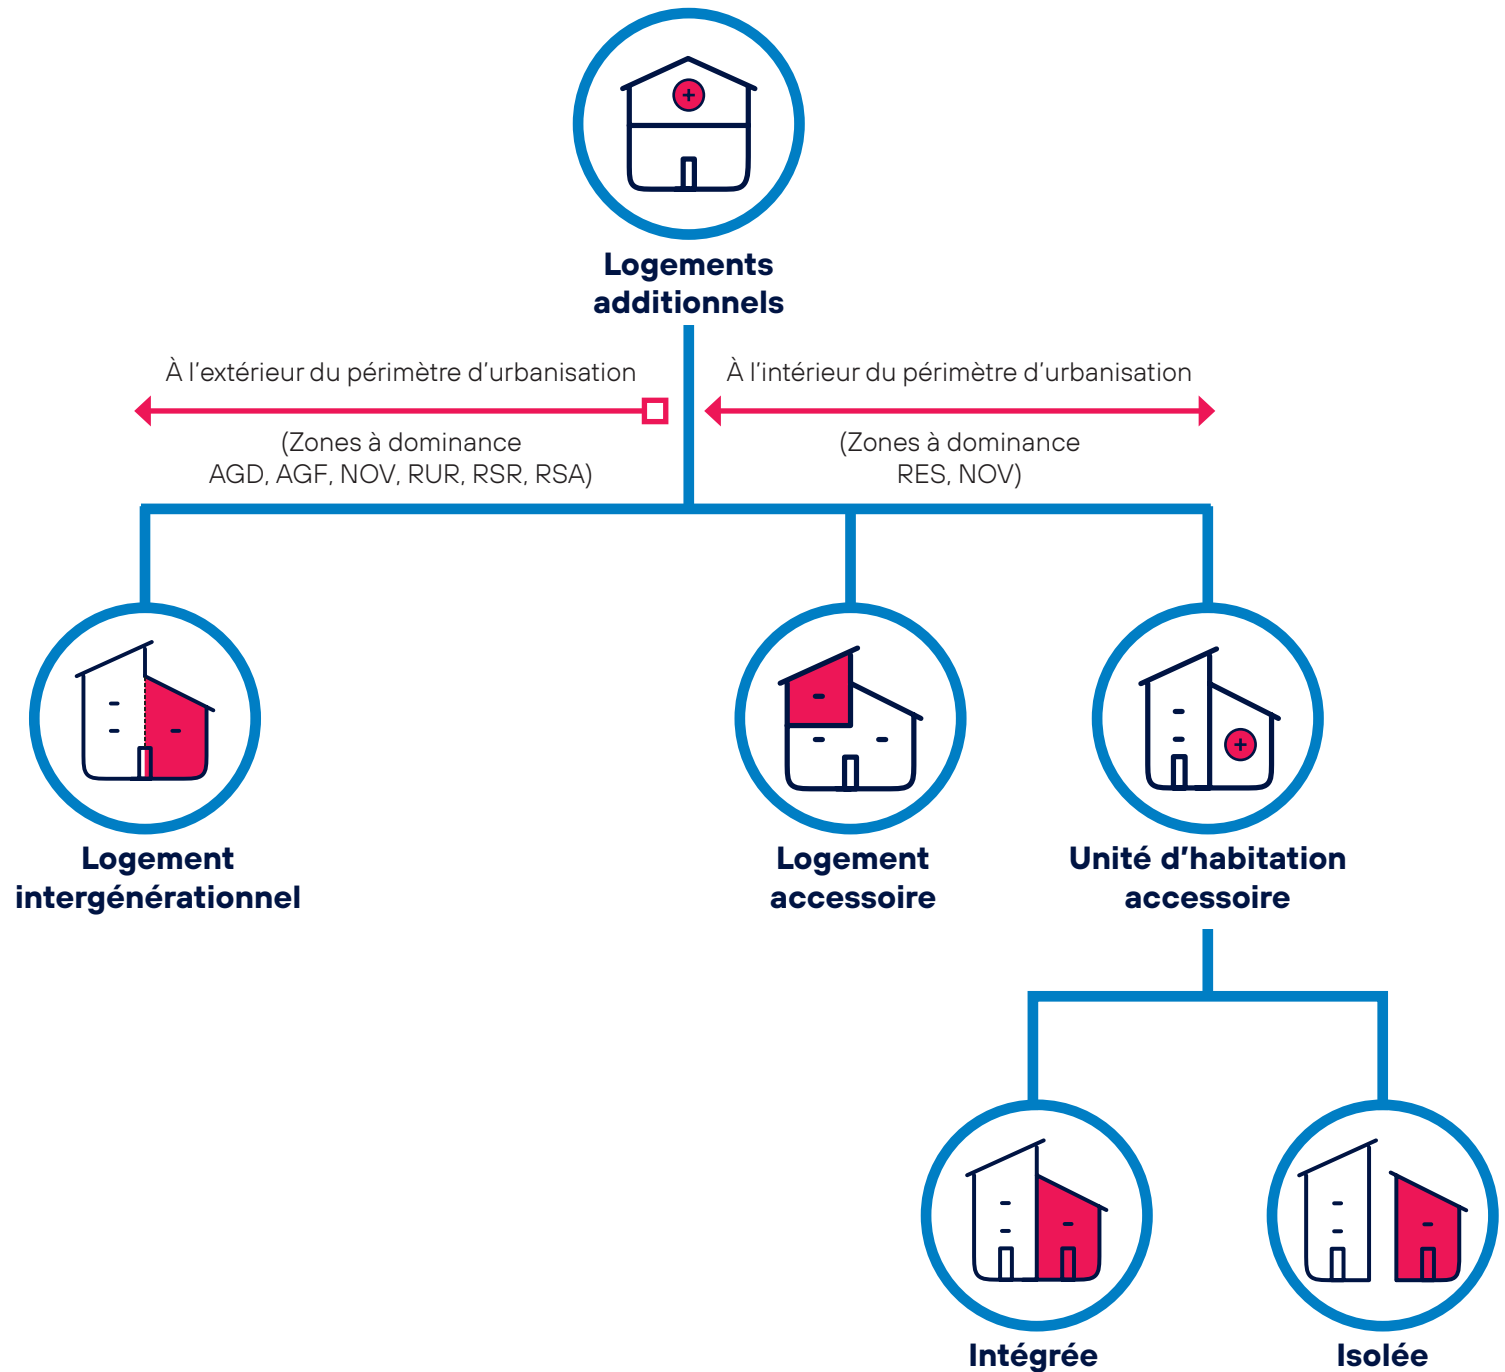 Logements
additionnels
À l'extérieur du périmètre d'urbanisation
(Zones à dominance
AGD, AGF, NOV, RUR, RSR, RSA)
À l'intérieur du périmètre d'urbanisation
(Zones à dominance
RES, NOV)
Logement
intergénérationnel
Logement
accessoire
Unité d'habitation
accessoire
Intégrée
Isolée